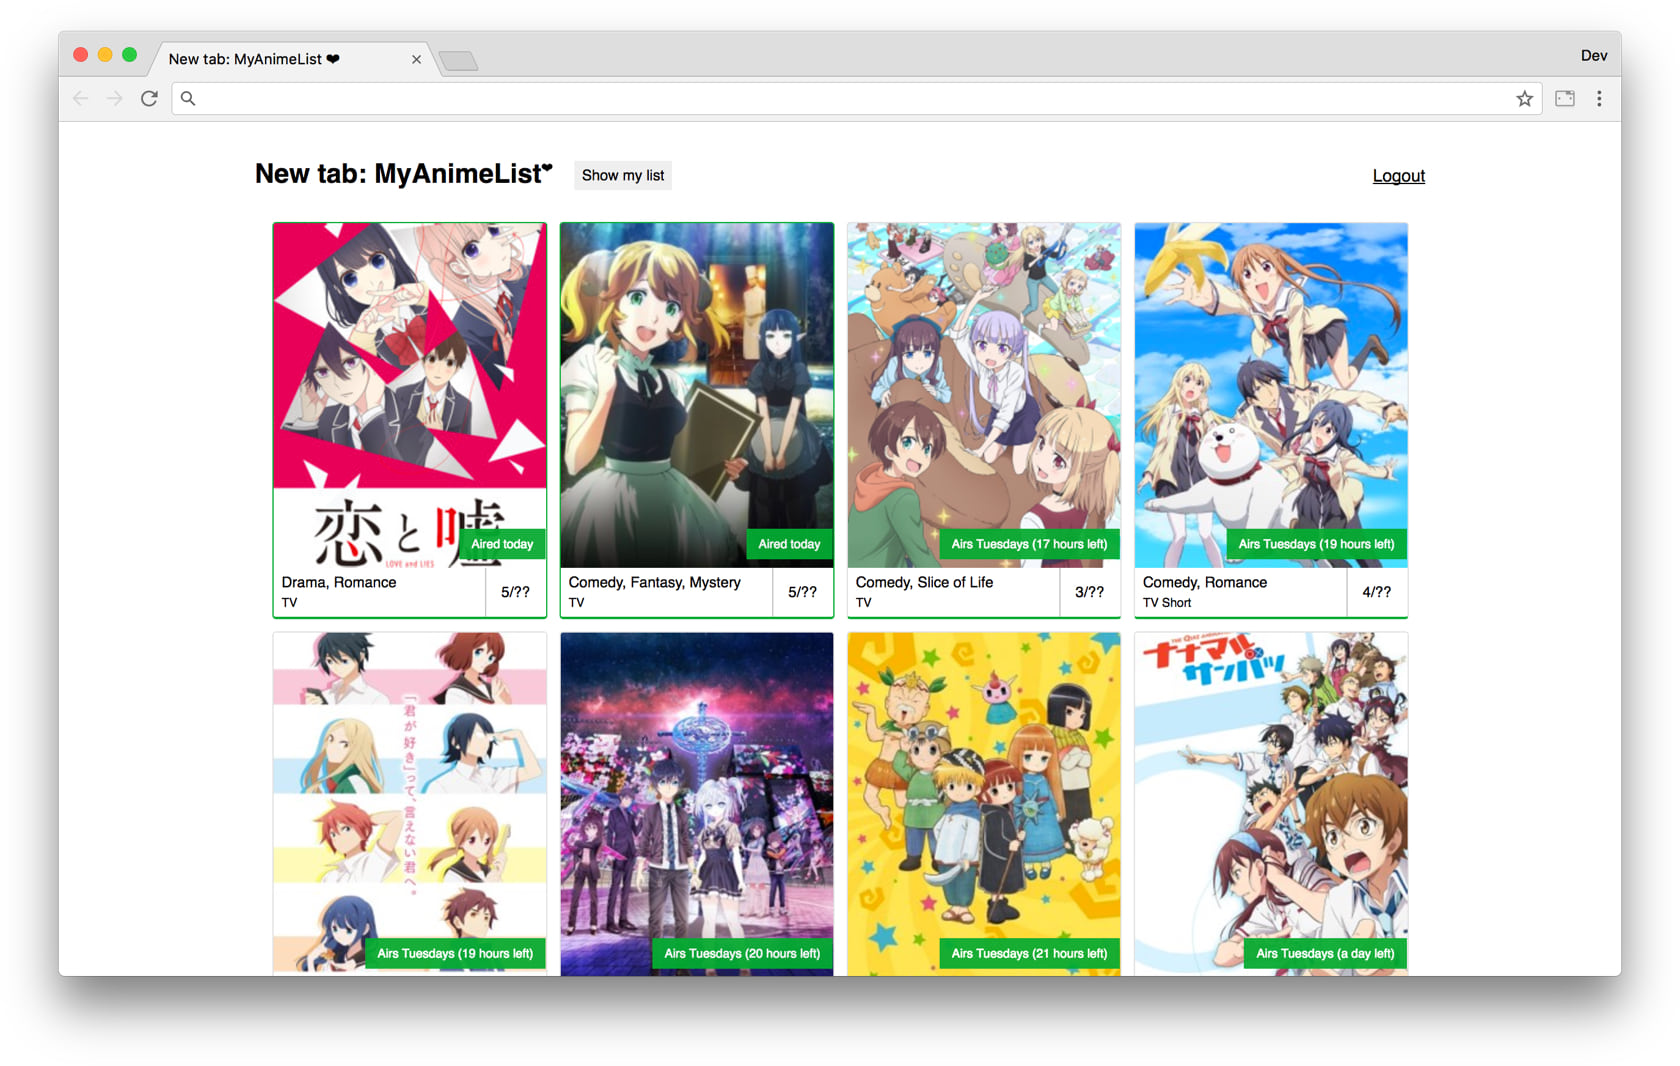 New tab: MyAnimeList ❤
Dev
New tab: MyAnimeList❤
Show my list
Logout
恋と嘘
LOVE and LIES
Aired today
Drama, Romance
TV
5/??
Aired today
Comedy, Fantasy, Mystery
TV
5/??
Airs Tuesdays (17 hours left)
Comedy, Slice of Life
TV
3/??
Airs Tuesdays (19 hours left)
Comedy, Romance
TV Short
4/??
「君が好き」って、言えない君へ。
Airs Tuesdays (19 hours left)
Airs Tuesdays (20 hours left)
Airs Tuesdays (21 hours left)
ナナマル
サンバツ
Airs Tuesdays (a day left)